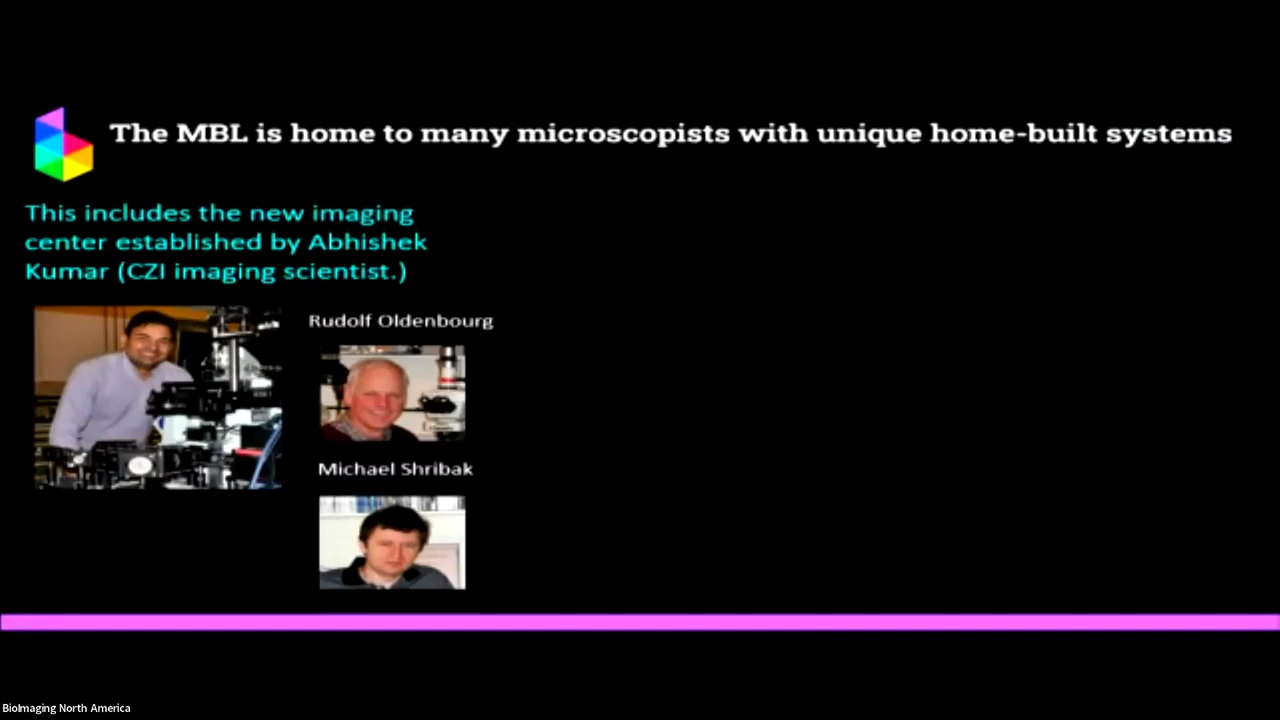 The MBL is home to many microscopists with unique home-built systems
This includes the new imaging
center established by Abhishek
Kumar (CZI imaging scientist.)
Rudolf Oldenbourg
Michael Shribak
BioImaging North America